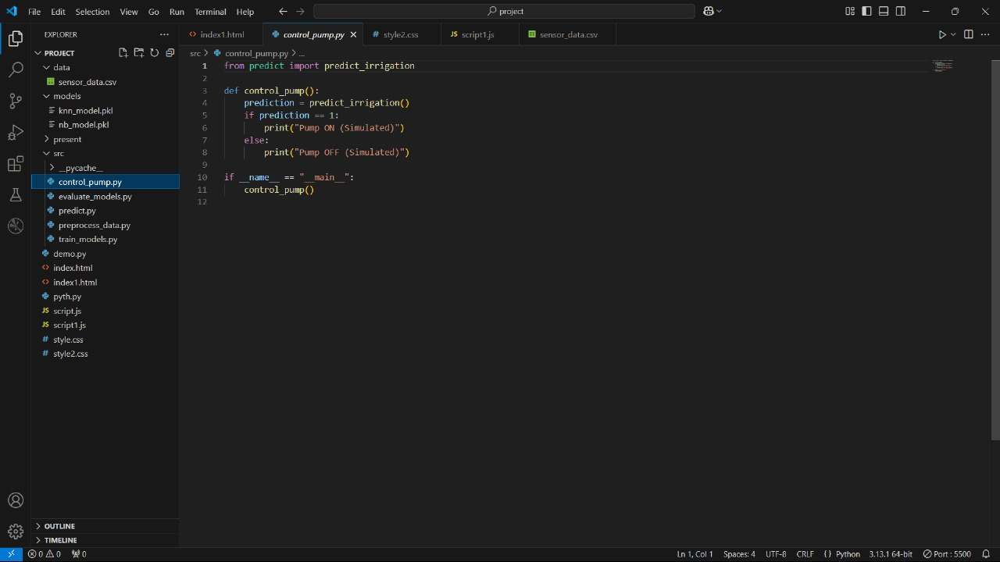 File Edit Selection View Go Run Terminal Help
project
EXPLORER
PROJECT
data
sensor_data.csv
models
knn_model.pkl
nb_model.pkl
present
src
__pycache__
control_pump.py
evaluate_models.py
predict.py
preprocess_data.py
train_models.py
demo.py
<> index.html
<> index1.html
pyth.py
JS script.js
JS script1.js
# style.css
# style2.css
OUTLINE
TIMELINE
<> index1.html control_pump.py # style2.css JS script1.js sensor_data.csv
src > control_pump.py > ...
1 from predict import predict_irrigation
2
3 def control_pump():
4 prediction = predict_irrigation()
5 if prediction == 1:
6 print("Pump ON (Simulated)")
7 else:
8 print("Pump OFF (Simulated)")
9
10 if __name__ == "__main__":
11 control_pump()
12
0 0 0 Ln 1, Col 1 Spaces: 4 UTF-8 CRLF {} Python 3.13.1 64-bit Port : 5500